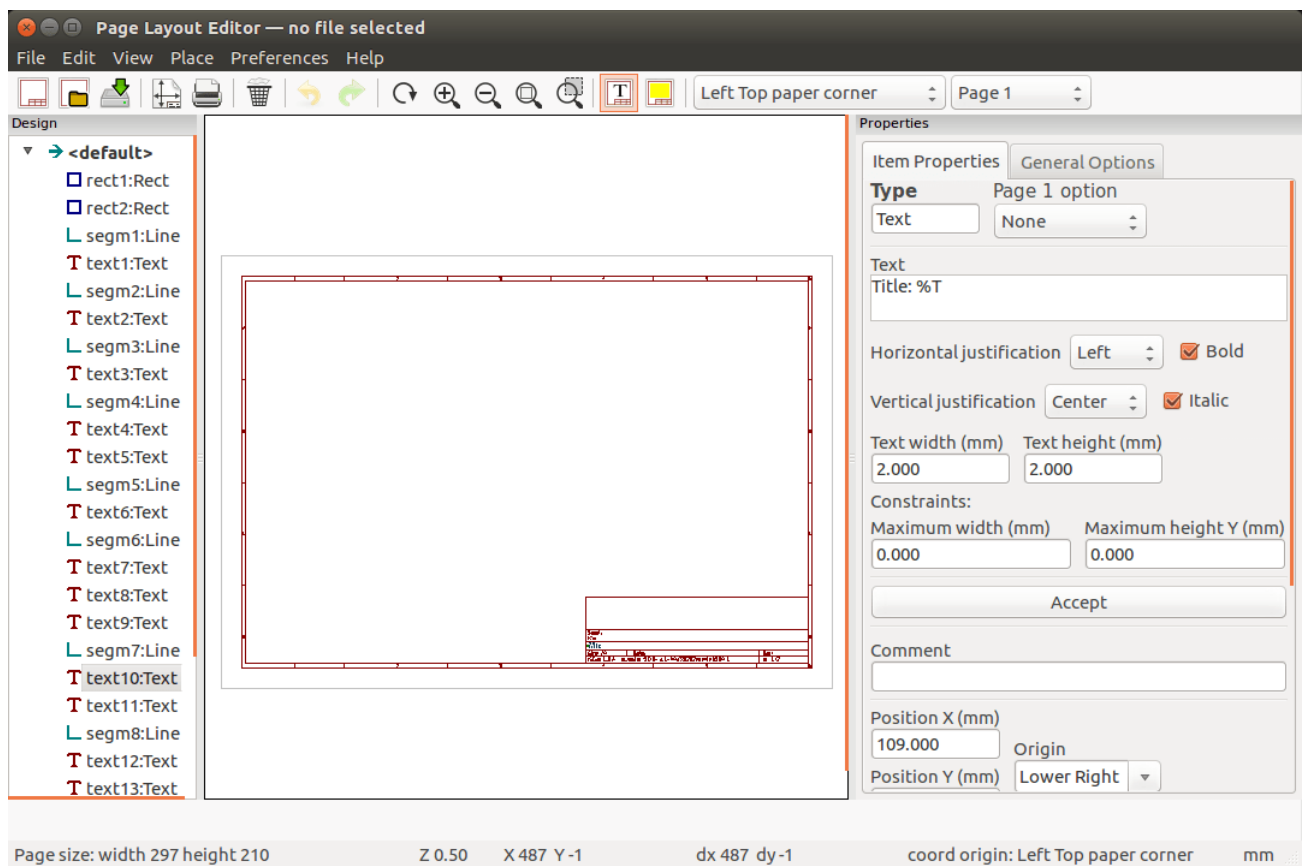 Page Layout Editor — no file selected
File Edit View Place Preferences Help
Left Top paper corner Page 1
Design
Properties
<default>
rect1:Rect
rect2:Rect
segm1:Line
text1:Text
segm2:Line
text2:Text
segm3:Line
text3:Text
segm4:Line
text4:Text
text5:Text
segm5:Line
text6:Text
segm6:Line
text7:Text
text8:Text
text9:Text
segm7:Line
text10:Text
text11:Text
segm8:Line
text12:Text
text13:Text
Item Properties General Options
Type Page 1 option
Text None
Text
Title: %T
Horizontal justification Left Bold
Vertical justification Center Italic
Text width (mm) Text height (mm)
2.000 2.000
Constraints:
Maximum width (mm) Maximum height Y (mm)
0.000 0.000
Accept
Comment
Position X (mm)
109.000 Origin
Position Y (mm) Lower Right
Page size: width 297 height 210 Z 0.50 X 487 Y -1 dx 487 dy -1 coord origin: Left Top paper corner mm